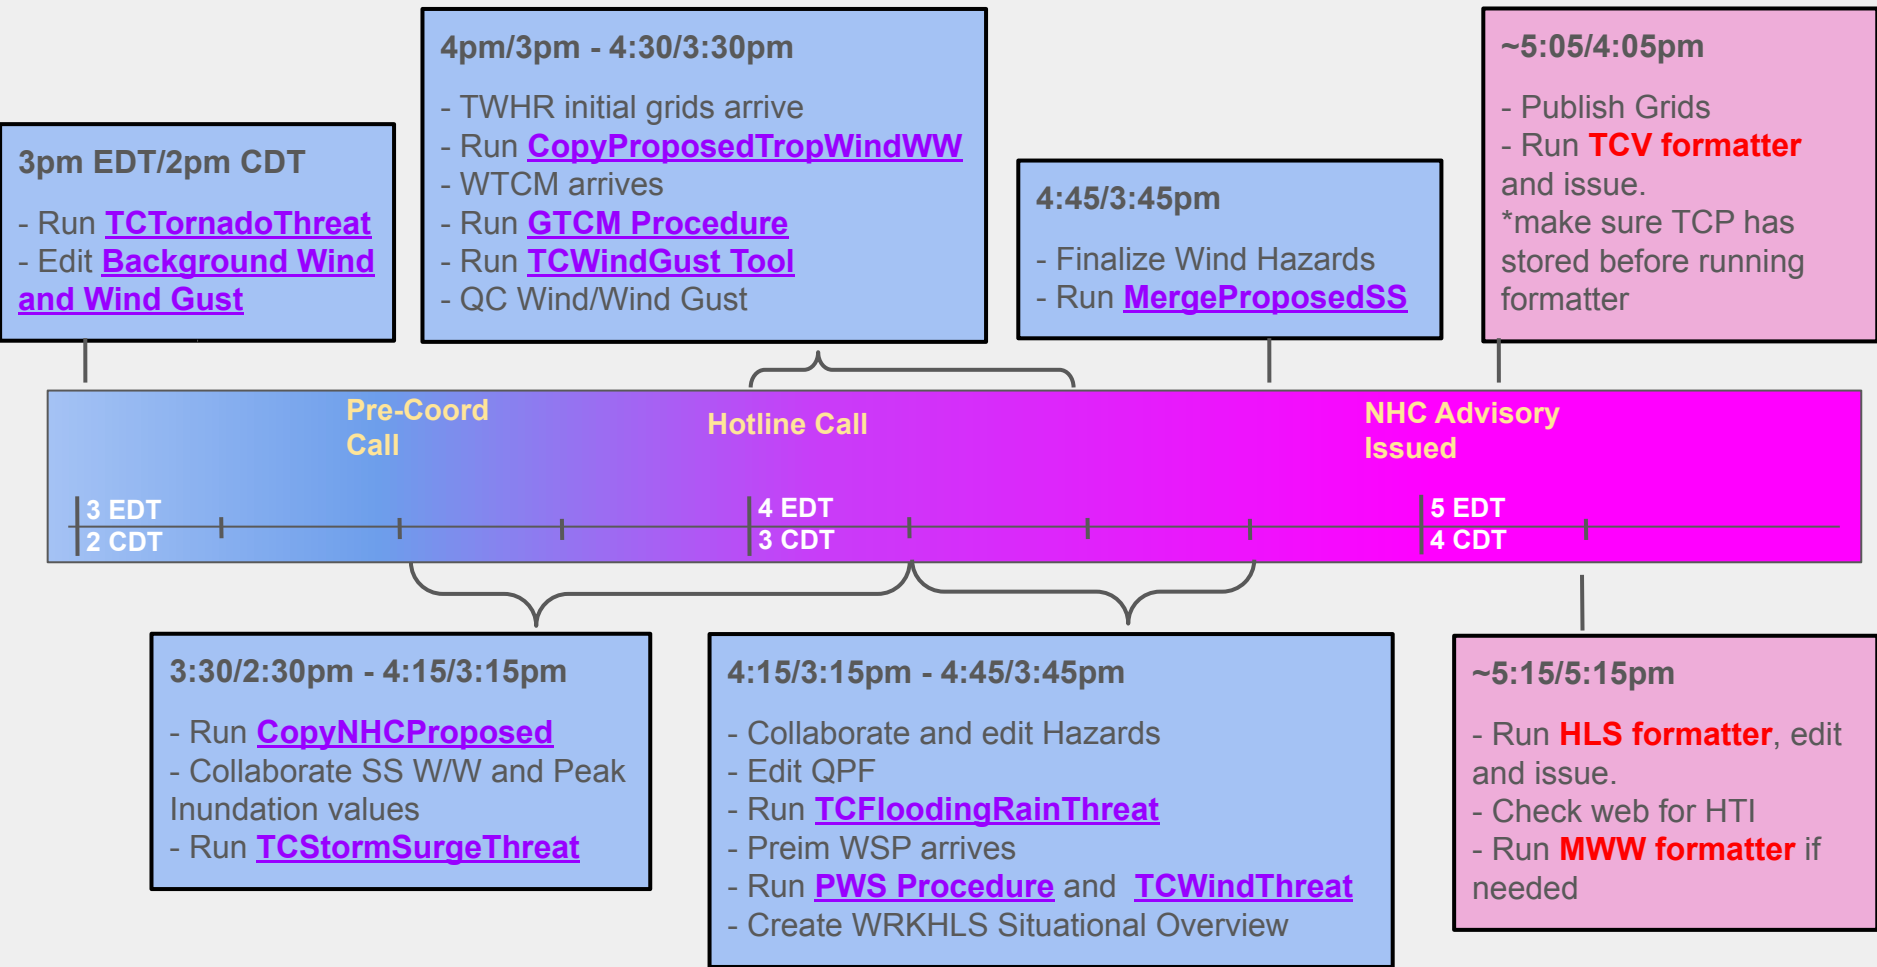 3pm EDT/2pm CDT
- Run TCTornadoThreat
- Edit Background Wind
and Wind Gust
4pm/3pm - 4:30/3:30pm
- TWHR initial grids arrive
- Run CopyProposedTropWindWW
- WTCM arrives
- Run GTCM Procedure
- Run TCWindGust Tool
- QC Wind/Wind Gust
4:45/3:45pm
- Finalize Wind Hazards
- Run MergeProposedSS
~5:05/4:05pm
- Publish Grids
- Run TCV formatter
and issue.
*make sure TCP has
stored before running
formatter
Pre-Coord
Call
Hotline Call
NHC Advisory
Issued
3 EDT
2 CDT
4 EDT
3 CDT
5 EDT
4 CDT
3:30/2:30pm - 4:15/3:15pm
- Run CopyNHCProposed
- Collaborate SS W/W and Peak
Inundation values
- Run TCStormSurgeThreat
4:15/3:15pm - 4:45/3:45pm
- Collaborate and edit Hazards
- Edit QPF
- Run TCFloodingRainThreat
- Preim WSP arrives
- Run PWS Procedure and TCWindThreat
- Create WRKHLS Situational Overview
~5:15/5:15pm
- Run HLS formatter, edit
and issue.
- Check web for HTI
- Run MWW formatter if
needed